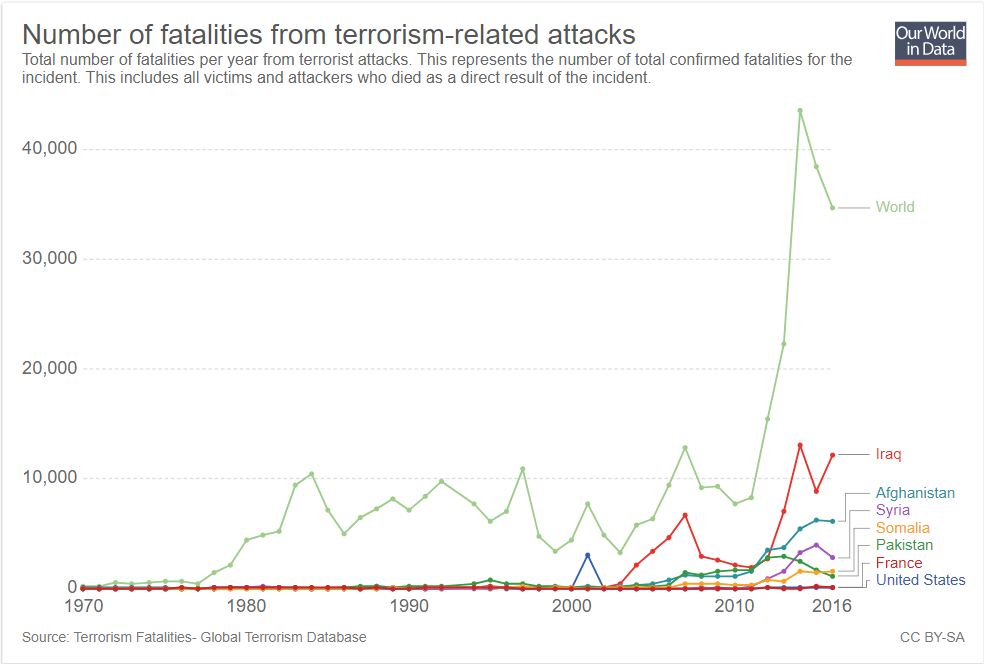 Number of fatalities from terrorism-related attacks
Our World
in Data
Total number of fatalities per year from terrorist attacks. This represents the number of total confirmed fatalities for the
incident. This includes all victims and attackers who died as a direct result of the incident.
40,000
World
30,000
20,000
Iraq
10,000
Afghanistan
Syria
Somalia
Pakistan
France
United States
0
1970 1980 1990 2000 2010 2016
Source: Terrorism Fatalities- Global Terrorism Database
CC BY-SA